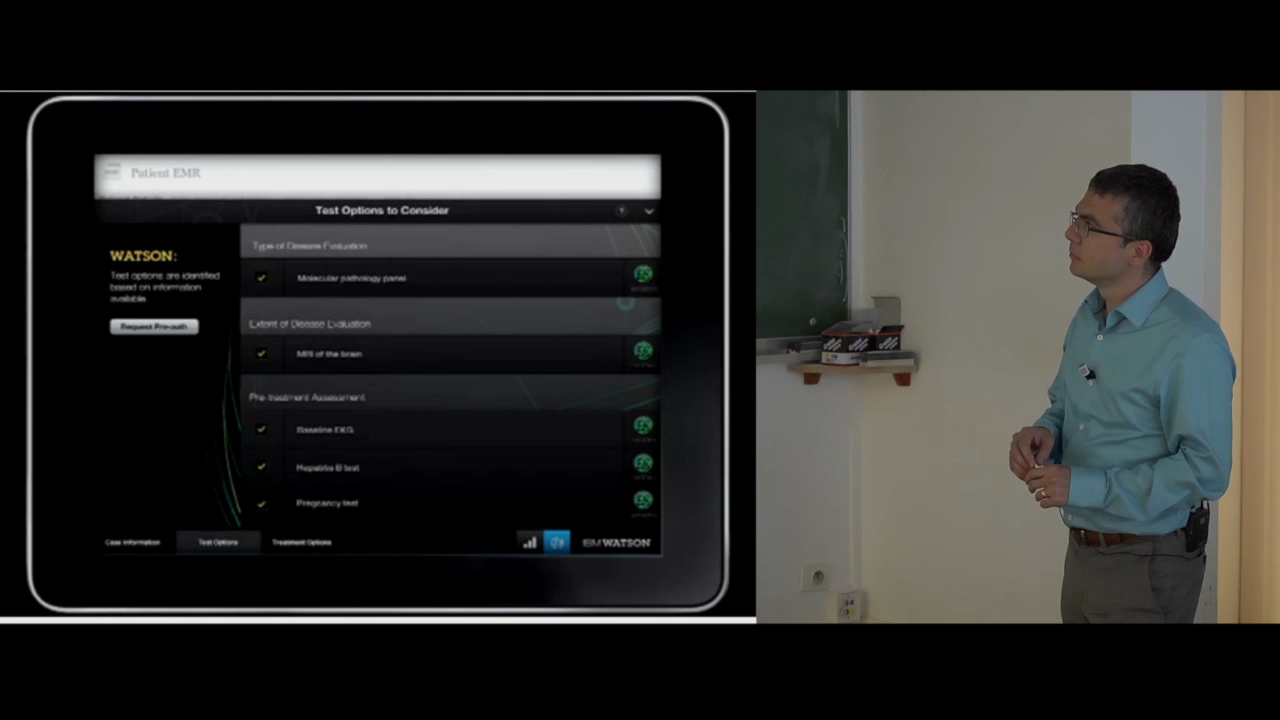 Patient EMR
Test Options to Consider
?
WATSON:
Test options are identified
based on information
available.
Request Pre-auth
Type of Disease Evaluation
Molecular pathology panel
Extent of Disease Evaluation
MRI of the brain
Pre-treatment Assessment
Baseline EKG
Hepatitis B test
Pregnancy test
Case Information
Test Options
Treatment Options
IBM WATSON